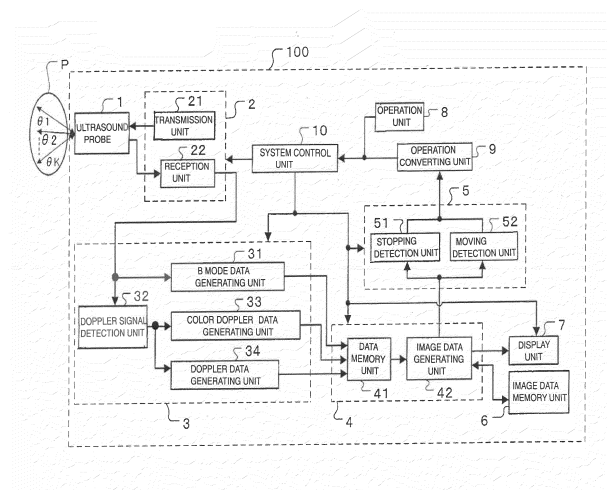 100
P
1
21
2
TRANSMISSION
UNIT
ULTRASOUND
PROBE
θ1
θ2
θK
22
RECEPTION
UNIT
10
SYSTEM CONTROL
UNIT
OPERATION
UNIT
8
OPERATION
CONVERTING UNIT
9
5
51
STOPPING
DETECTION UNIT
52
MOVING
DETECTION UNIT
31
B MODE DATA
GENERATING UNIT
32
DOPPLER SIGNAL
DETECTION UNIT
33
COLOR DOPPLER DATA
GENERATING UNIT
34
DOPPLER DATA
GENERATING UNIT
3
DATA
MEMORY
UNIT
41
IMAGE DATA
GENERATING
UNIT
42
4
7
DISPLAY
UNIT
IMAGE DATA
MEMORY UNIT
6